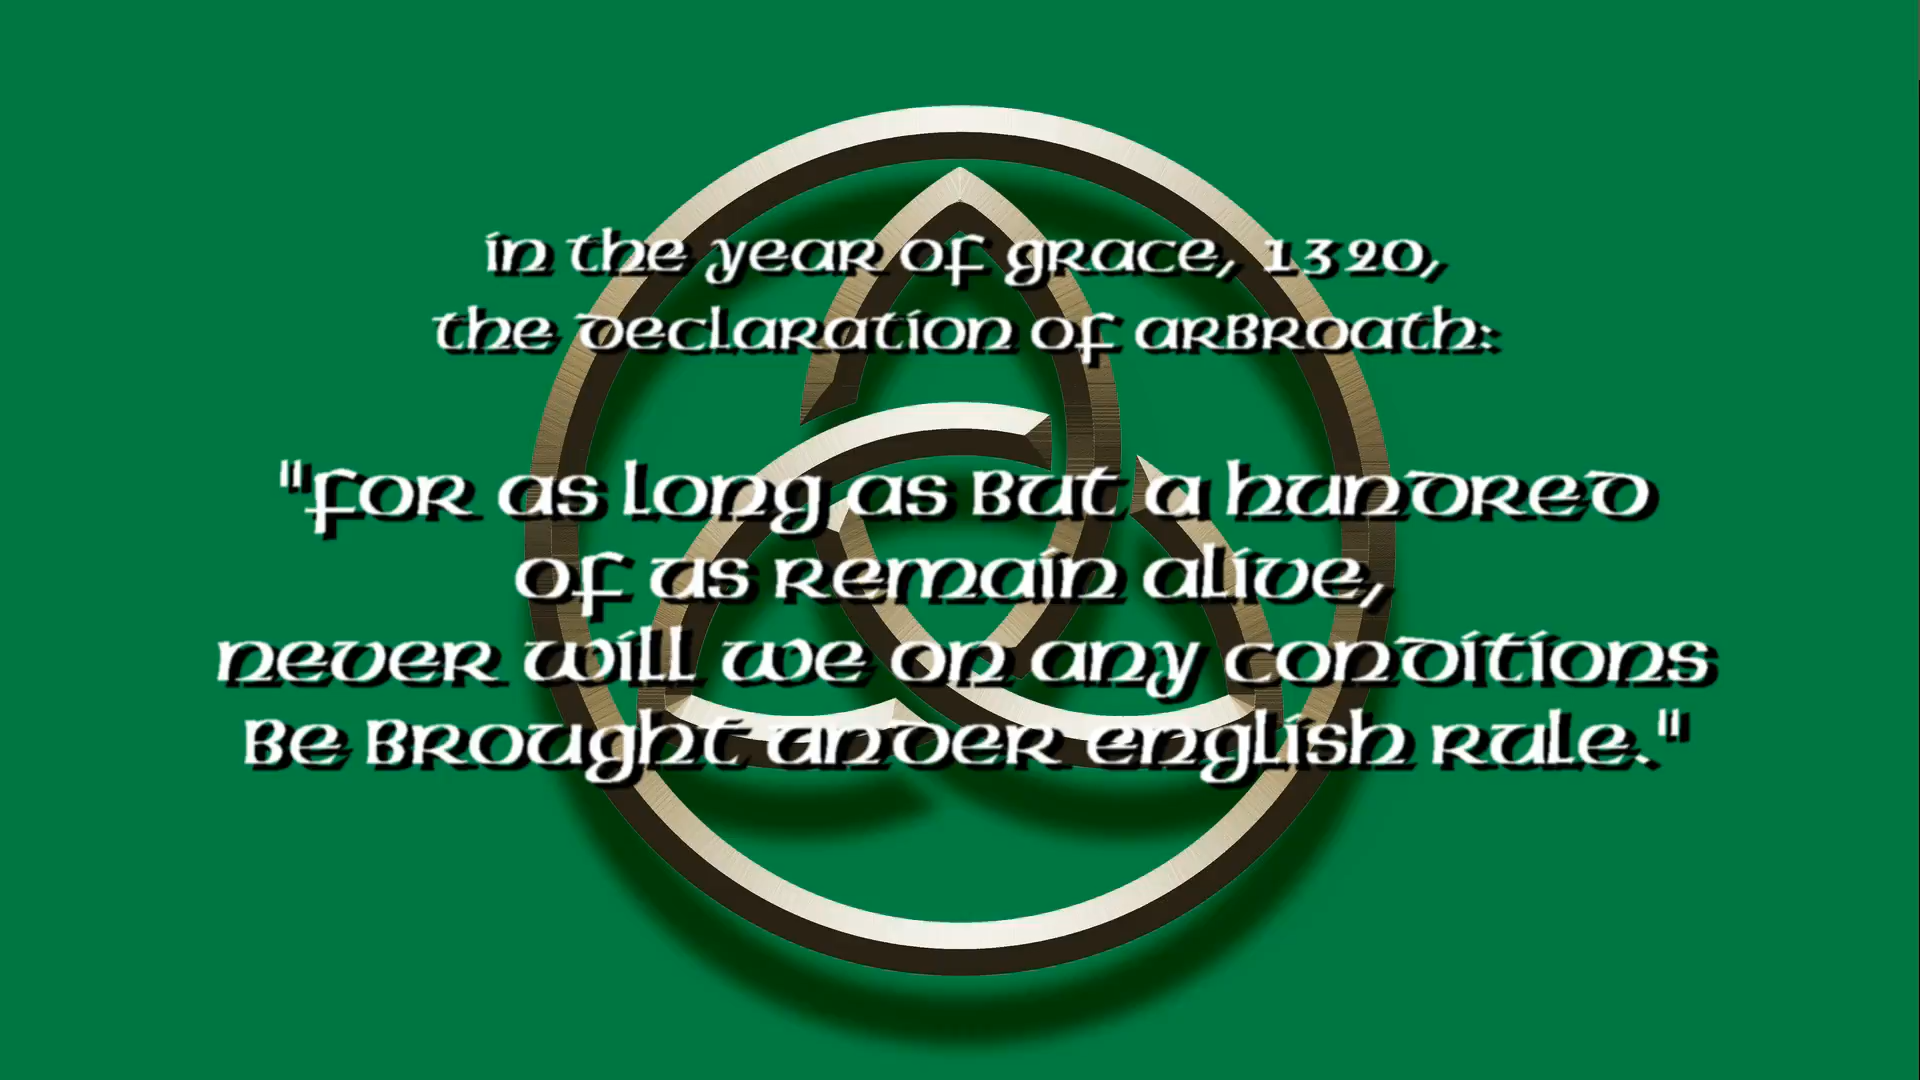 in the year of grace, 1320,
the declaration of arbroath:
"for as long as but a hundred
of us remain alive,
never will we on any conditions
be brought under english rule."